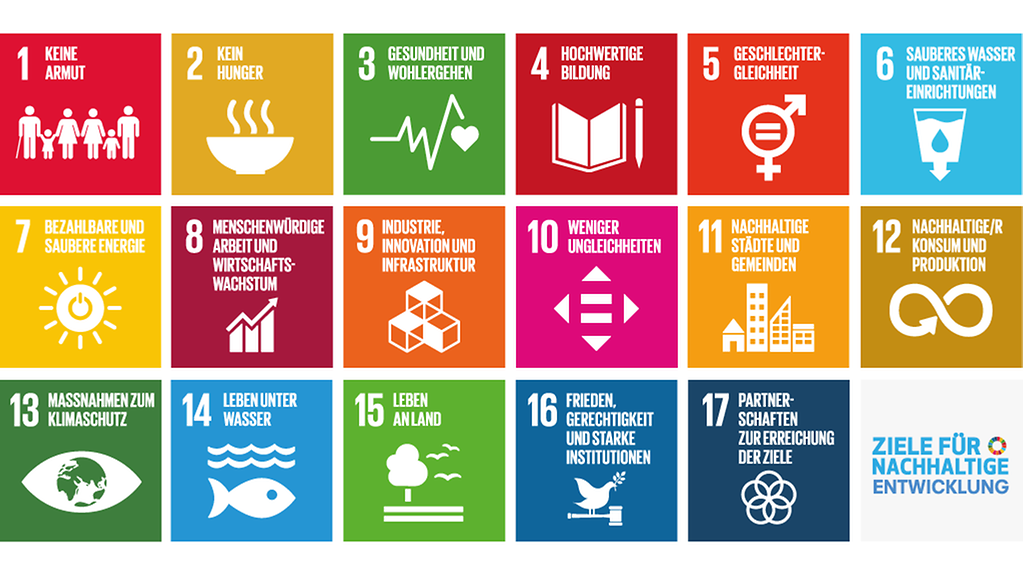 1 KEINE
ARMUT
2 KEIN
HUNGER
3 GESUNDHEIT UND
WOHLERGEHEN
4 HOCHWERTIGE
BILDUNG
5 GESCHLECHTER-
GLEICHHEIT
6 SAUBERES WASSER
UND SANITÄR-
EINRICHTUNGEN
7 BEZAHLBARE UND
SAUBERE ENERGIE
8 MENSCHENWÜRDIGE
ARBEIT UND
WIRTSCHAFTS-
WACHSTUM
9 INDUSTRIE,
INNOVATION UND
INFRASTRUKTUR
10 WENIGER
UNGLEICHHEITEN
11 NACHHALTIGE
STÄDTE UND
GEMEINDEN
12 NACHHALTIGE/R
KONSUM UND
PRODUKTION
13 MASSNAHMEN ZUM
KLIMASCHUTZ
14 LEBEN UNTER
WASSER
15 LEBEN
AN LAND
16 FRIEDEN,
GERECHTIGKEIT
UND STARKE
INSTITUTIONEN
17 PARTNER-
SCHAFTEN
ZUR ERREICHUNG
DER ZIELE
ZIELE FÜR
NACHHALTIGE
ENTWICKLUNG